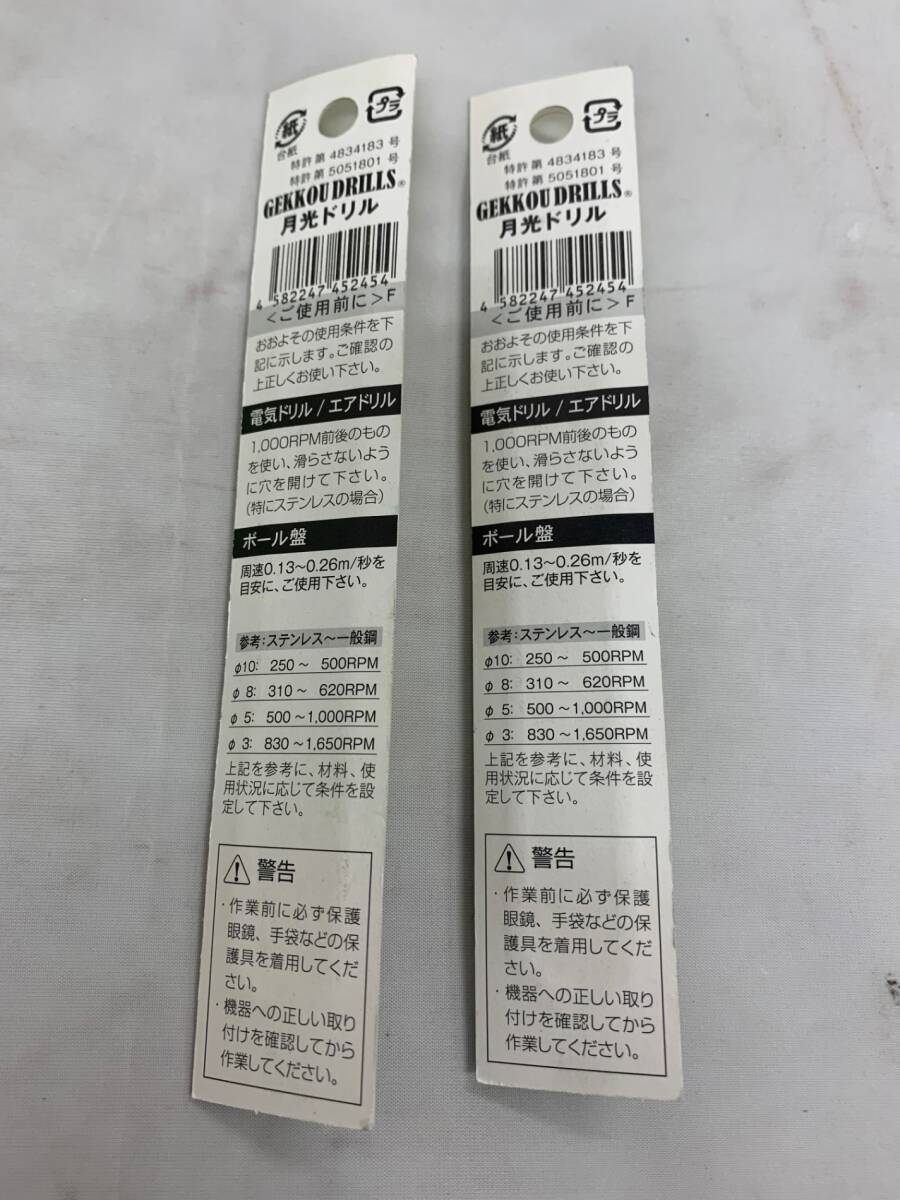 紙
台紙
プラ
特許第 4834183 号
特許第 5051801 号
GEKKOU DRILLS®
月光ドリル
4 582247 452454
<ご使用前に>F
おおよその使用条件を下
記に示します。ご確認の
上正しくお使い下さい。
電気ドリル / エアドリル
1,000RPM前後のもの
を使い、滑らさないよう
に穴を開けて下さい。
(特にステンレスの場合)
ボール盤
周速0.13〜0.26m/秒を
目安に、ご使用下さい。
参考:ステンレス〜一般鋼
φ10: 250 〜 500RPM
φ 8: 310 〜 620RPM
φ 5: 500 〜1,000RPM
φ 3: 830 〜1,650RPM
上記を参考に、材料、使
用状況に応じて条件を設
定して下さい。
警告
・作業前に必ず保護
眼鏡、手袋などの保
護具を着用してくだ
さい。
・機器への正しい取り
付けを確認してから
作業してください。
紙
台紙
プラ
特許第 4834183 号
特許第 5051801 号
GEKKOU DRILLS®
月光ドリル
4 582247 452454
<ご使用前に>F
おおよその使用条件を下
記に示します。ご確認の
上正しくお使い下さい。
電気ドリル / エアドリル
1,000RPM前後のもの
を使い、滑らさないよう
に穴を開けて下さい。
(特にステンレスの場合)
ボール盤
周速0.13〜0.26m/秒を
目安に、ご使用下さい。
参考:ステンレス〜一般鋼
φ10: 250 〜 500RPM
φ 8: 310 〜 620RPM
φ 5: 500 〜1,000RPM
φ 3: 830 〜1,650RPM
上記を参考に、材料、使
用状況に応じて条件を設
定して下さい。
警告
・作業前に必ず保護
眼鏡、手袋などの保
護具を着用してくだ
さい。
・機器への正しい取り
付けを確認してから
作業してください。